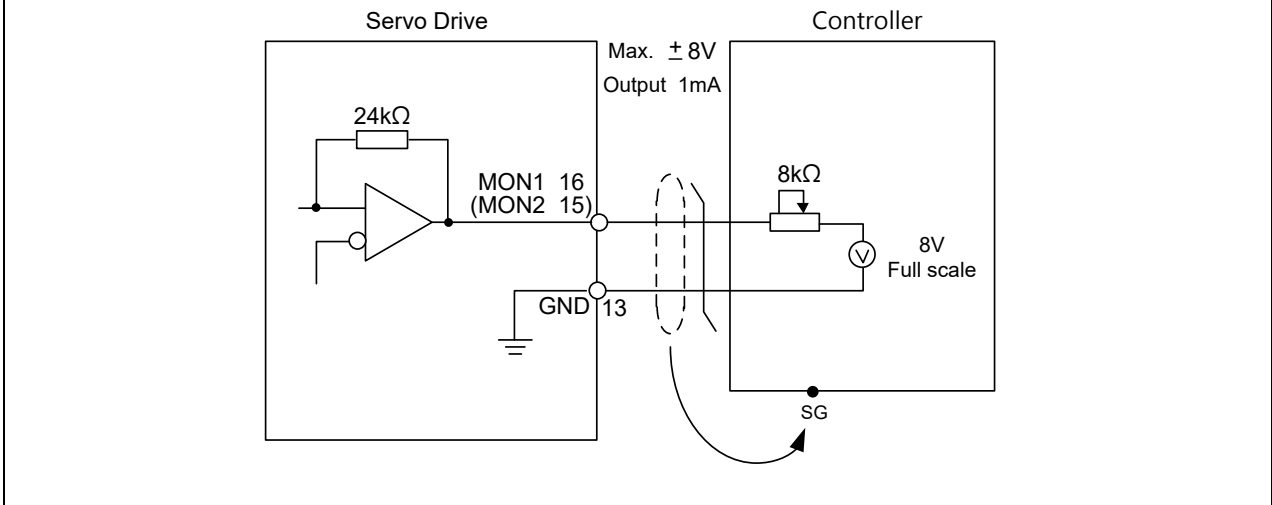 Servo Drive
Controller
Max. ± 8V
Output 1mA
24kΩ
MON1 16
(MON2 15)
8kΩ
V
8V
Full scale
GND 13
SG